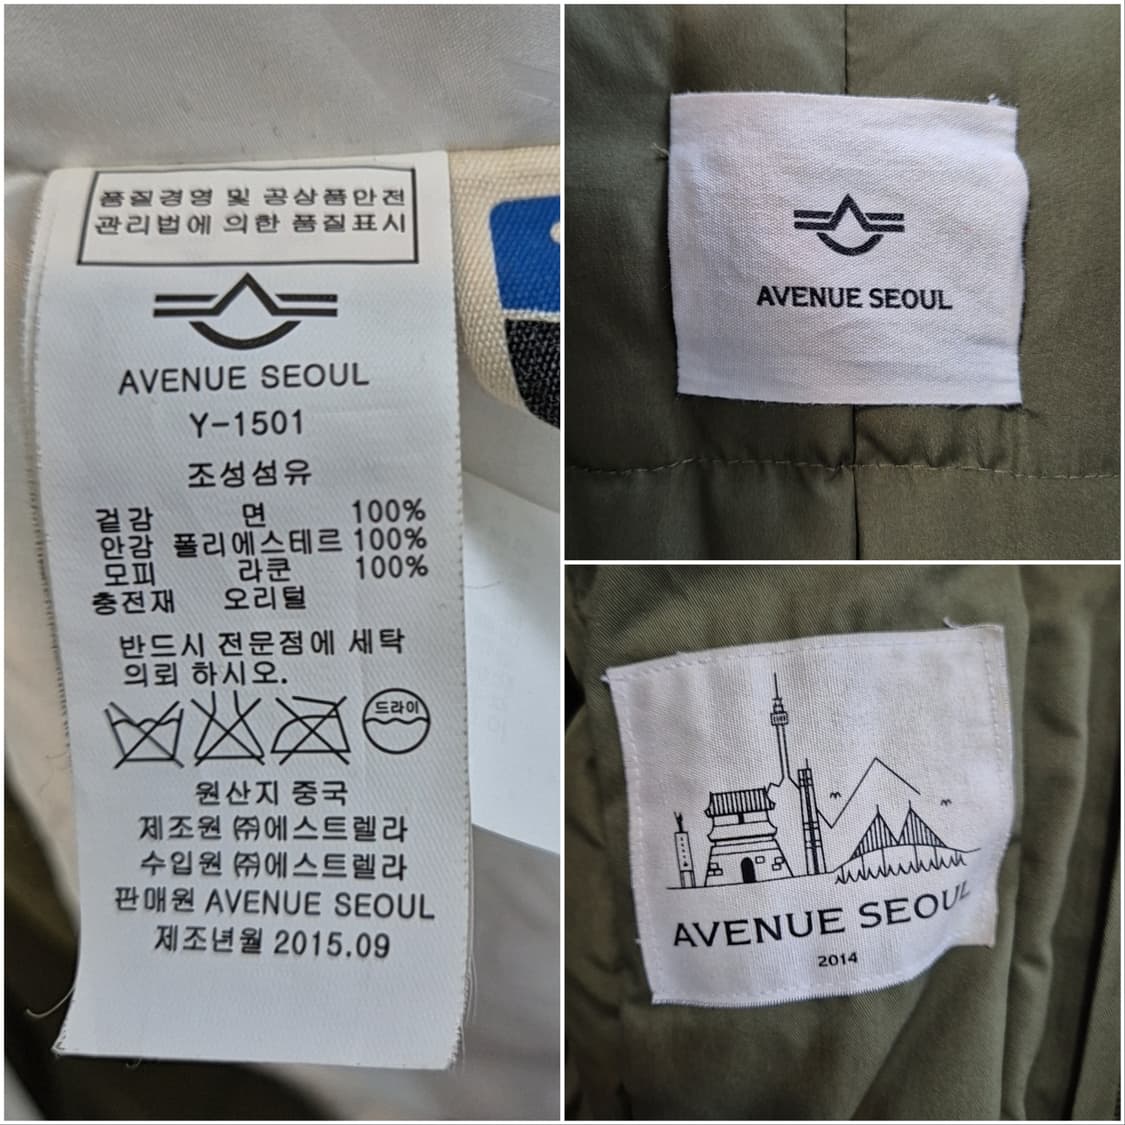 품질경영 및 공상품안전
관리법에 의한 품질표시
AVENUE SEOUL
Y-1501
조성섬유
겉감 면 100%
안감 폴리에스테르 100%
모피 라쿤 100%
충전재 오리털
반드시 전문점에 세탁
의뢰 하시오.
드라이
원산지 중국
제조원 ㈜에스트렐라
수입원 ㈜에스트렐라
판매원 AVENUE SEOUL
제조년월 2015.09
AVENUE SEOUL
AVENUE SEOUL
2014